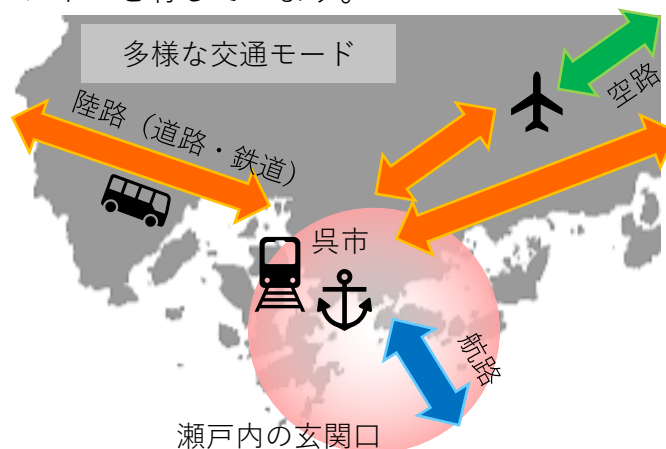 多様な交通モード
空路
陸路（道路・鉄道）
呉市
航路
瀬戸内の玄関口